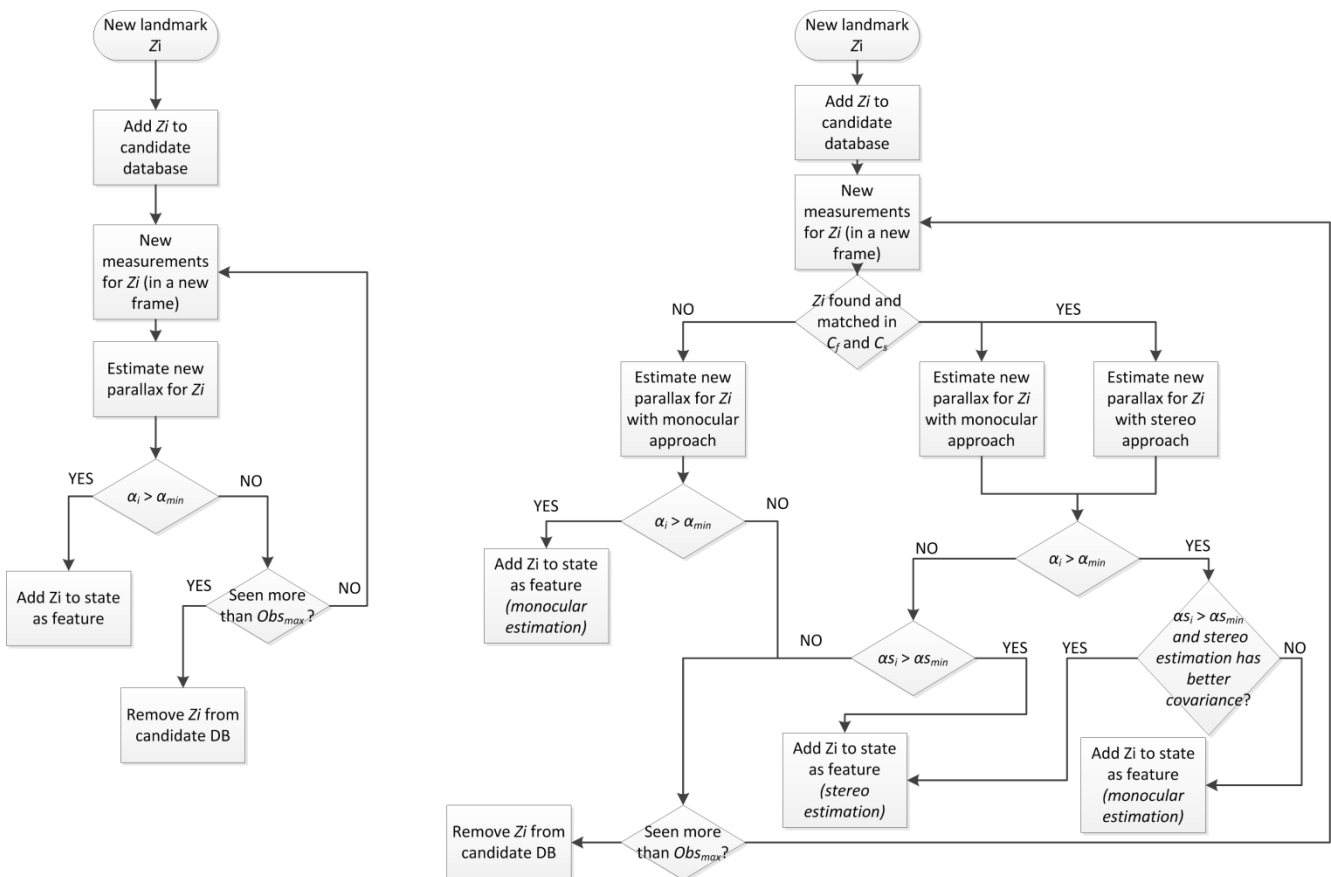 New landmark
Zi
Add Zi to
candidate
database
New
measurements
for Zi (in a new
frame)
Estimate new
parallax for Zi
YES
NO
αi > αmin
Add Zi to state
as feature
YES
NO
Seen more
than Obsmax?
Remove Zi from
candidate DB
New landmark
Zi
Add Zi to
candidate
database
New
measurements
for Zi (in a new
frame)
NO
YES
Zi found and
matched in
Cf and Cs
Estimate new
parallax for Zi
with monocular
approach
Estimate new
parallax for Zi
with monocular
approach
Estimate new
parallax for Zi
with stereo
approach
YES
NO
αi > αmin
Add Zi to state
as feature
(monocular
estimation)
NO
YES
αi > αmin
NO
YES
αsi > αsmin
YES
NO
αsi > αsmin
and stereo
estimation has
better
covariance?
Add Zi to state
as feature
(stereo
estimation)
Add Zi to state
as feature
(monocular
estimation)
Remove Zi from
candidate DB
Seen more
than Obsmax?